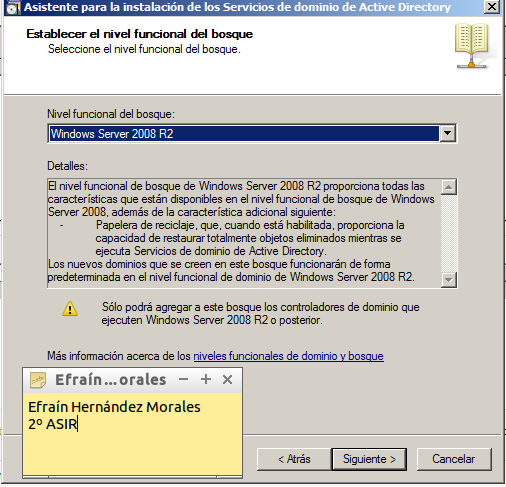 Asistente para la instalación de los Servicios de dominio de Active Directory
Establecer el nivel funcional del bosque
Seleccione el nivel funcional del bosque.
Nivel funcional del bosque:
Windows Server 2008 R2
Detalles:
El nivel funcional de bosque de Windows Server 2008 R2 proporciona todas las
características que están disponibles en el nivel funcional de bosque de Windows
Server 2008, además de la característica adicional siguiente:
- Papelera de reciclaje, que, cuando está habilitada, proporciona la
capacidad de restaurar totalmente objetos eliminados mientras se
ejecuta Servicios de dominio de Active Directory.
Los nuevos dominios que se creen en este bosque funcionarán de forma
predeterminada en el nivel funcional de dominio de Windows Server 2008 R2.
Sólo podrá agregar a este bosque los controladores de dominio que
ejecuten Windows Server 2008 R2 o posterior.
Más información acerca de los niveles funcionales de dominio y bosque
Efraín...orales
Efraín Hernández Morales
2º ASIR
< Atrás Siguiente > Cancelar